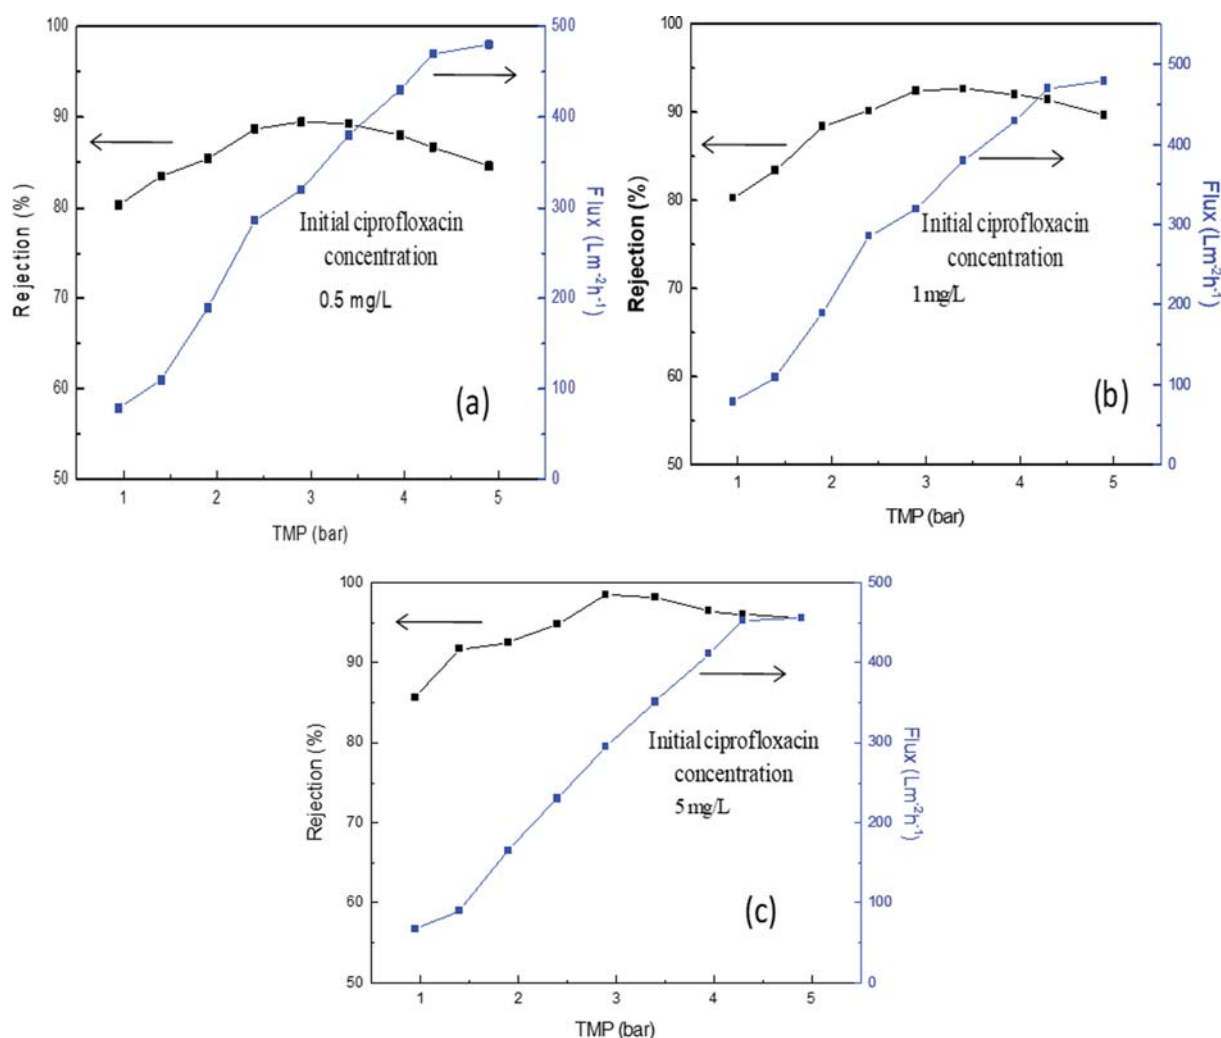 100
90
80
70
60
50
Rejection (%)
1 2 3 4 5
TMP (bar)
500
400
300
200
100
0
Flux (Lm⁻²h⁻¹)
Initial ciprofloxacin
concentration
0.5 mg/L
(a)
100
90
80
70
60
50
Rejection (%)
1 2 3 4 5
TMP (bar)
500
400
300
200
100
0
Flux (Lm⁻²h⁻¹)
Initial ciprofloxacin
concentration
1 mg/L
(b)
100
90
80
70
60
50
Rejection (%)
1 2 3 4 5
TMP (bar)
500
400
300
200
100
0
Flux (Lm⁻²h⁻¹)
Initial ciprofloxacin
concentration
5 mg/L
(c)